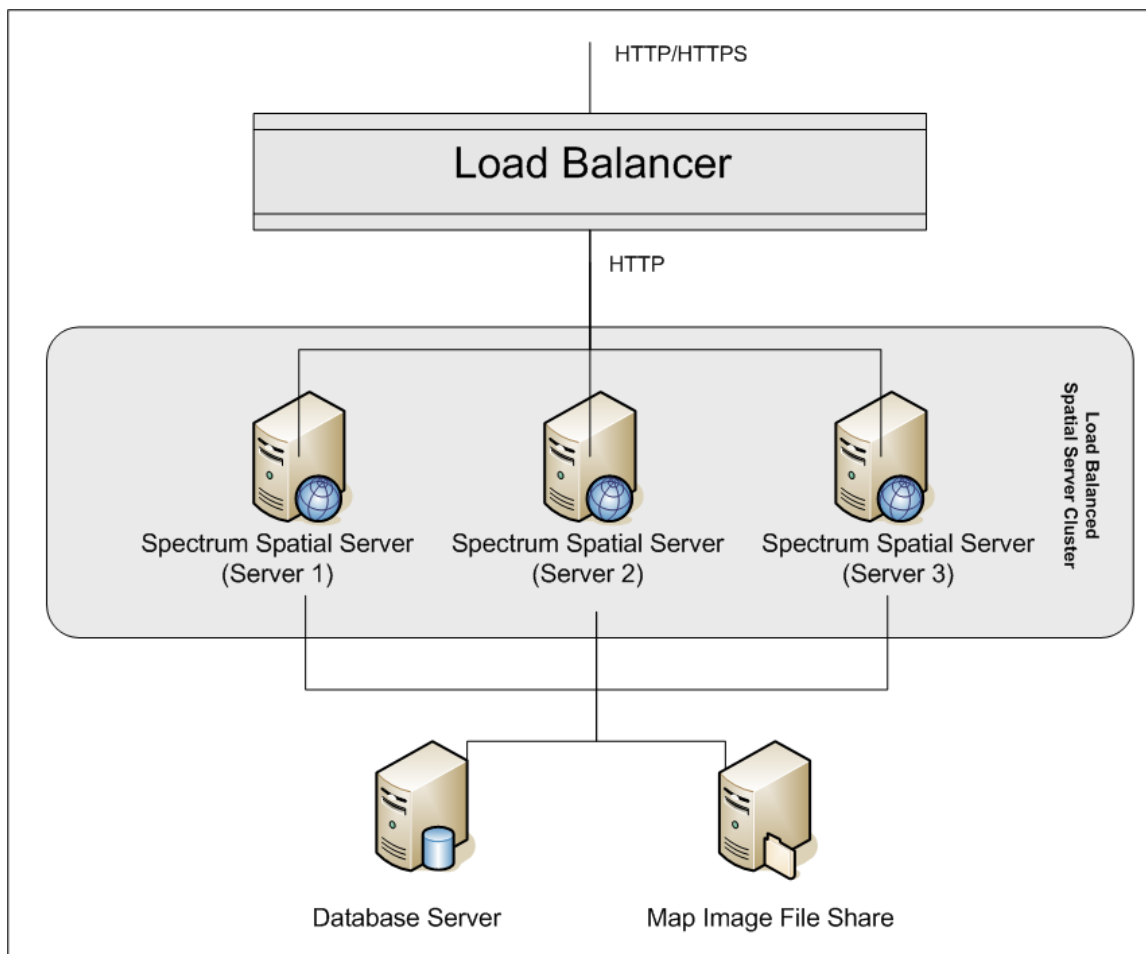 HTTP/HTTPS
Load Balancer
HTTP
Load Balanced
Spatial Server Cluster
Spectrum Spatial Server
(Server 1)
Spectrum Spatial Server
(Server 2)
Spectrum Spatial Server
(Server 3)
Database Server
Map Image File Share